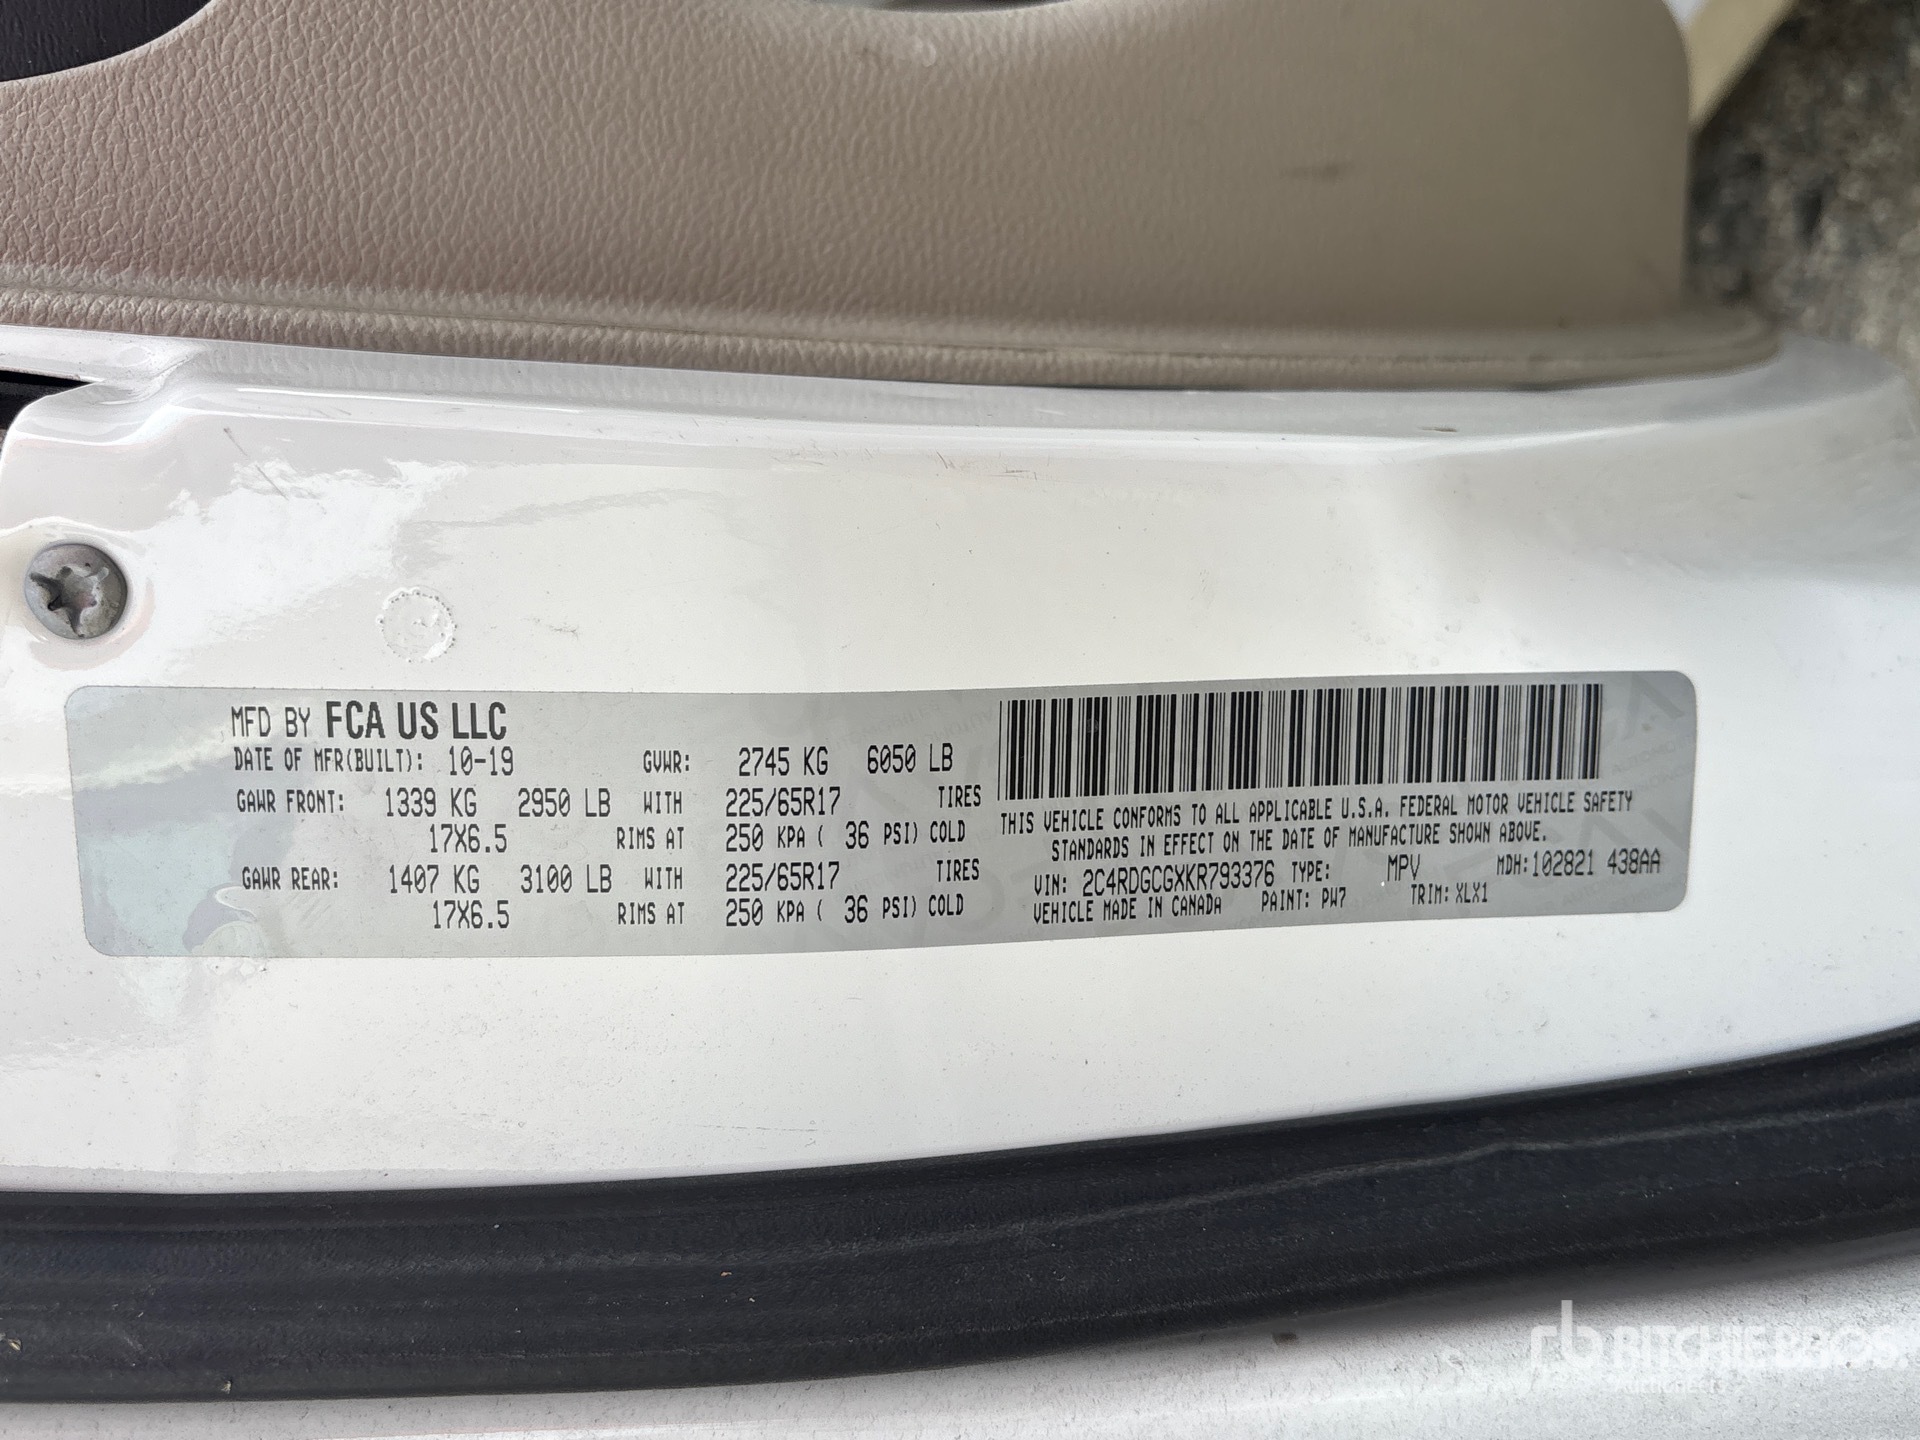 MFD BY FCA US LLC
DATE OF MFR(BUILT): 10-19 GVWR: 2745 KG 6050 LB
GAWR FRONT: 1339 KG 2950 LB WITH 225/65R17 TIRES
17X6.5 RIMS AT 250 KPA ( 36 PSI) COLD
GAWR REAR: 1407 KG 3100 LB WITH 225/65R17 TIRES
17X6.5 RIMS AT 250 KPA ( 36 PSI) COLD
THIS VEHICLE CONFORMS TO ALL APPLICABLE U.S.A. FEDERAL MOTOR VEHICLE SAFETY
STANDARDS IN EFFECT ON THE DATE OF MANUFACTURE SHOWN ABOVE.
VIN: 2C4RDGCGXKR793376 TYPE: MPV MDH:102821 438AA
VEHICLE MADE IN CANADA PAINT: PW7 TRIM: XLX1
rb RITCHIE BROS.
Auctioneers